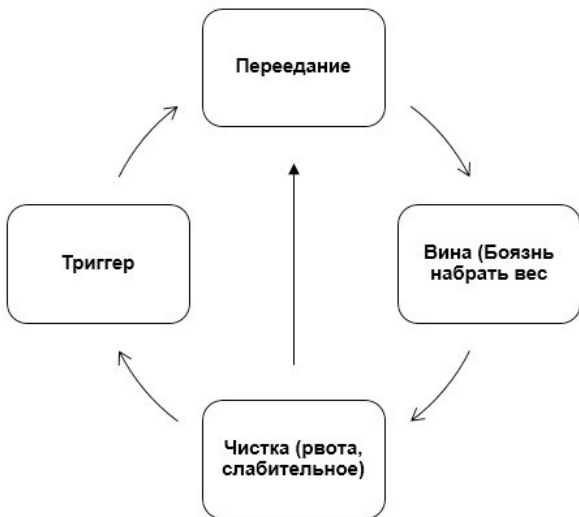 Переедание
Триггер
Вина (Боязнь
набрать вес
Чистка (рвота,
слабительное)